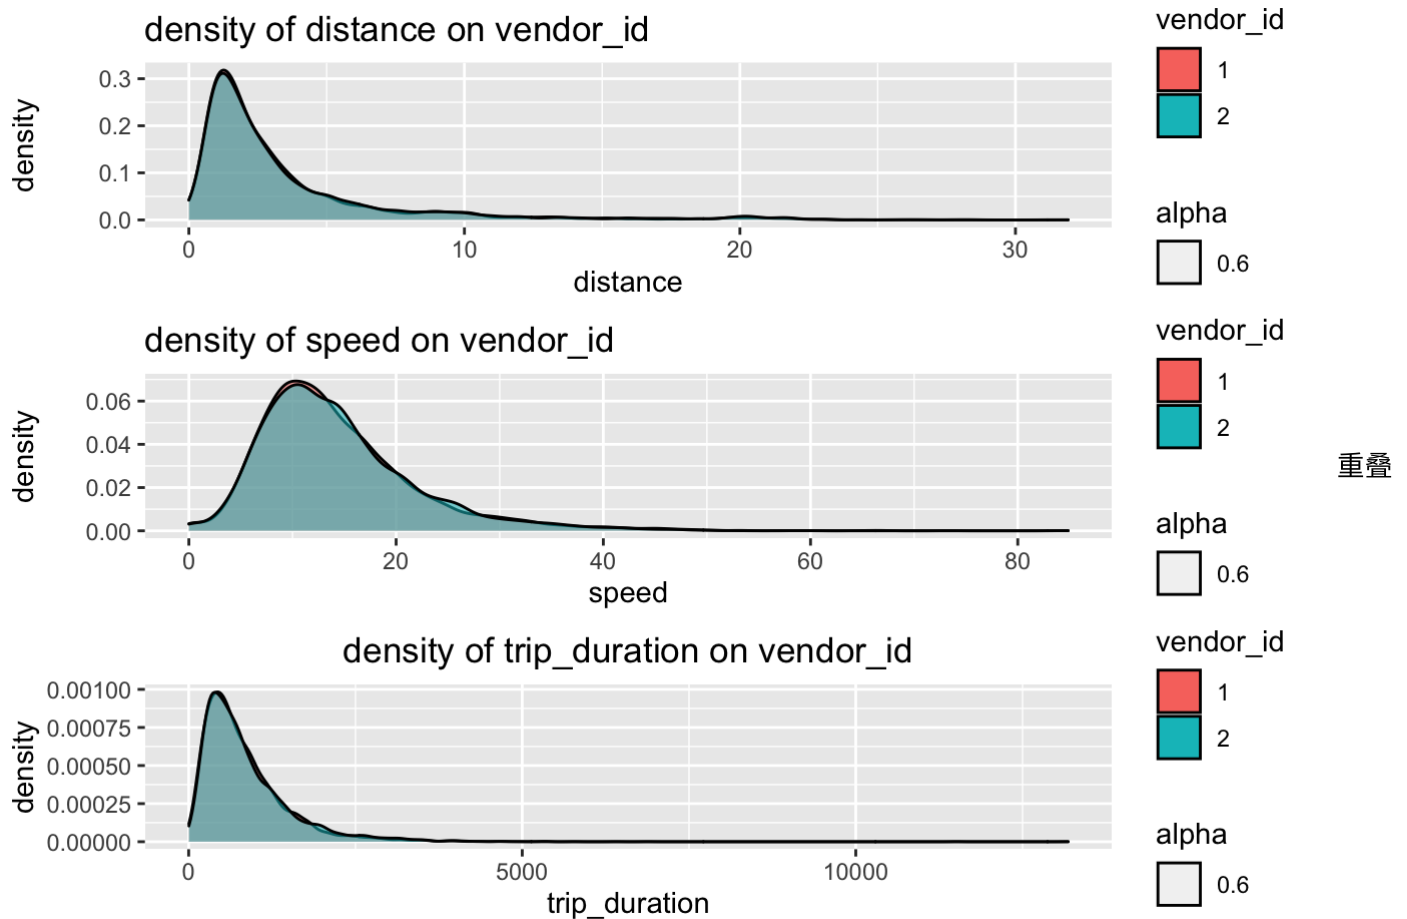 density of distance on vendor_id
density
0.3
0.2
0.1
0.0
0
10
20
30
distance
vendor_id
1
2
alpha
0.6
density of speed on vendor_id
density
0.06
0.04
0.02
0.00
0
20
40
60
80
speed
vendor_id
1
2
alpha
0.6
重叠
density of trip_duration on vendor_id
density
0.00100
0.00075
0.00050
0.00025
0.00000
0
5000
10000
trip_duration
vendor_id
1
2
alpha
0.6